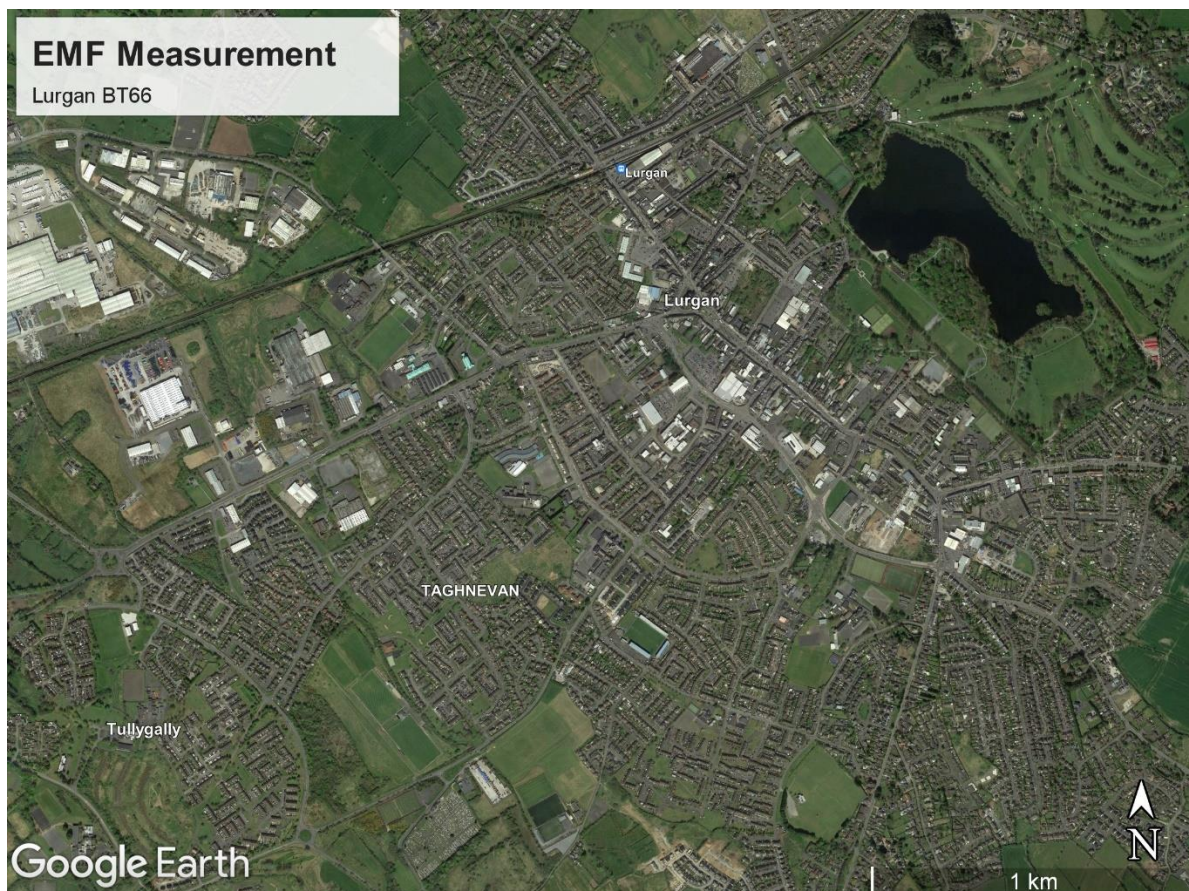 EMF Measurement
Lurgan BT66
Lurgan
Lurgan
TAGHNEVAN
Tullygally
N
Google Earth
1 km